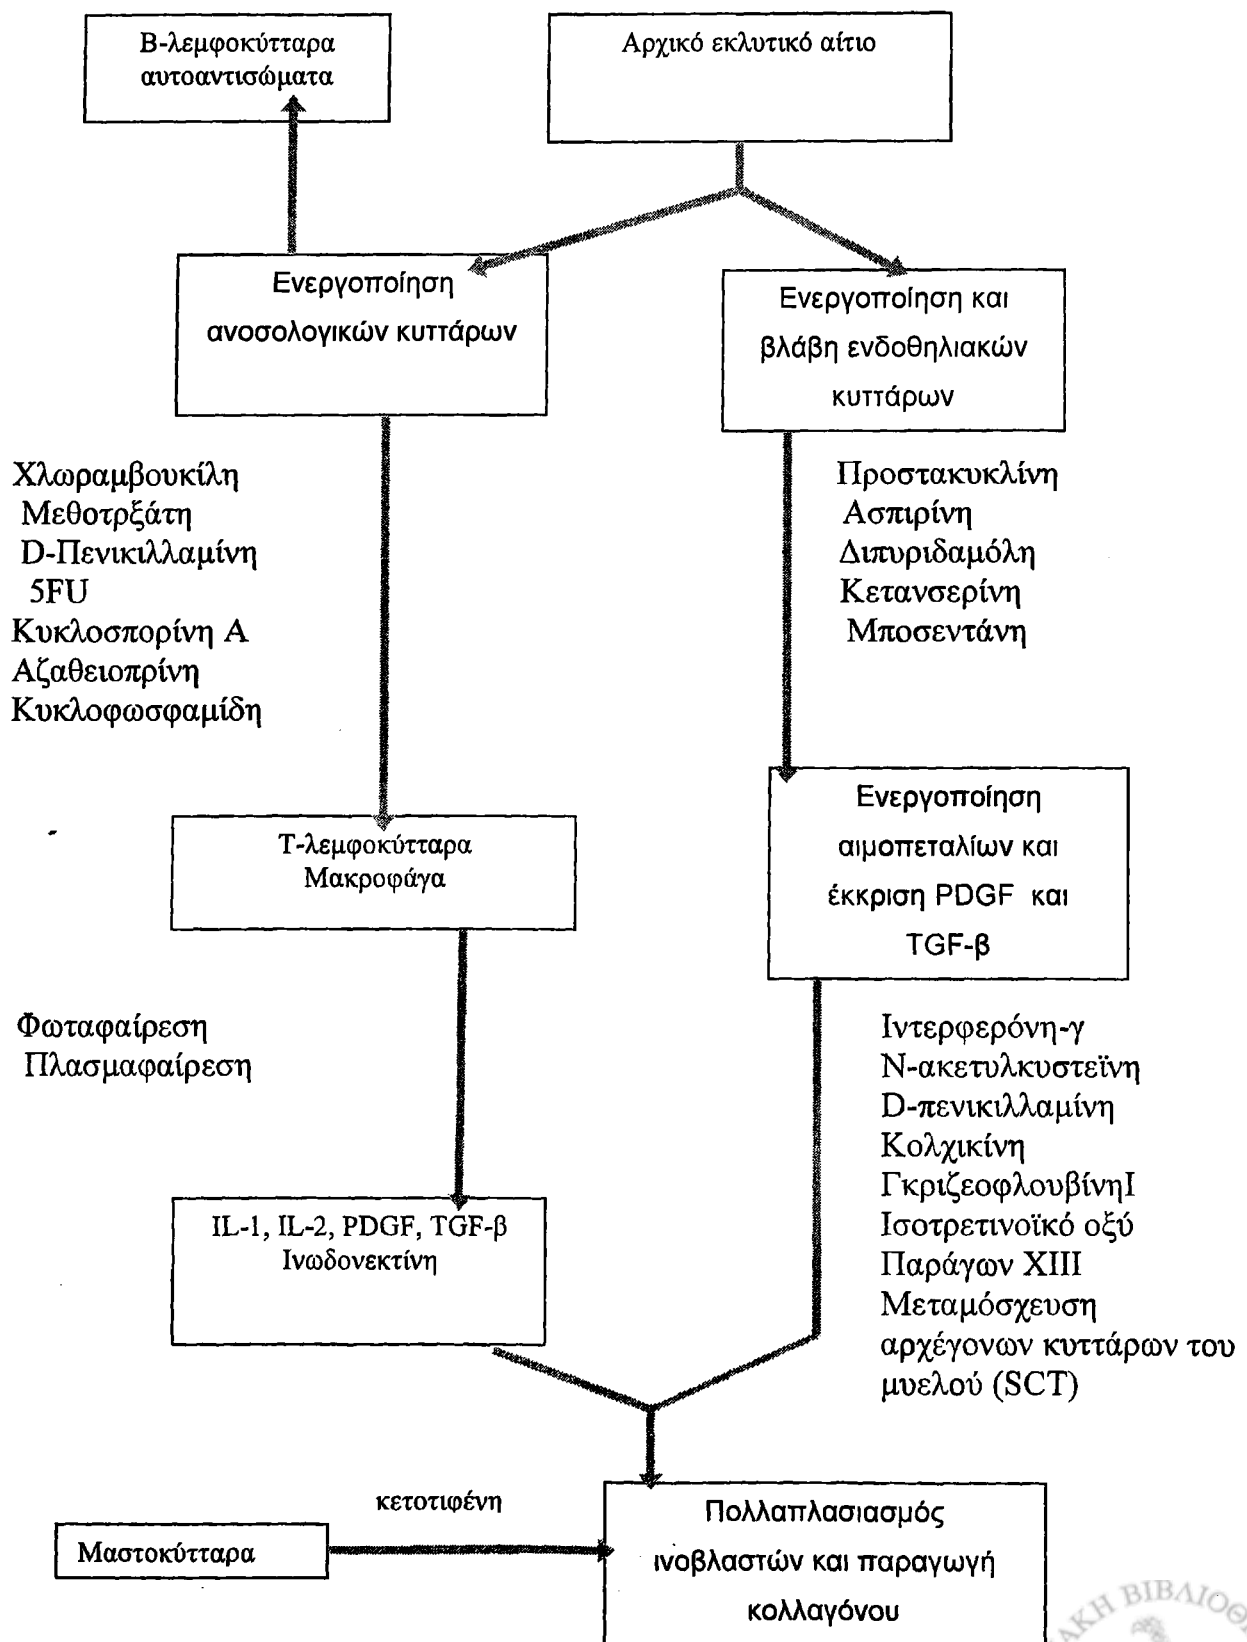 Β-λεμφοκύτταρα
αυτοαντισώματα
Αρχικό εκλυτικό αίτιο
Ενεργοποίηση
ανοσολογικών κυττάρων
Ενεργοποίηση και
βλάβη ενδοθηλιακών
κυττάρων
Χλωραμβουκίλη
Μεθοτρξάτη
D-Πενικιλλαμίνη
5FU
Κυκλοσπορίνη Α
Αζαθειοπρίνη
Κυκλοφωσφαμίδη
Προστακυκλίνη
Ασπιρίνη
Διπυριδαμόλη
Κετανσερίνη
Μποσεντάνη
Τ-λεμφοκύτταρα
Μακροφάγα
Ενεργοποίηση
αιμοπεταλίων και
έκκριση PDGF και
TGF-β
Φωταφαίρεση
Πλασμαφαίρεση
Ιντερφερόνη-γ
Ν-ακετυλκυστεϊνη
D-πενικιλλαμίνη
Κολχικίνη
ΓκριζεοφλουβίνηΙ
Ισοτρετινοϊκό οξύ
Παράγων ΧΙΙΙ
Μεταμόσχευση
αρχέγονων κυττάρων του
μυελού (SCT)
IL-1, IL-2, PDGF, TGF-β
Ινωδονεκτίνη
κετοτιφένη
Μαστοκύτταρα
Πολλαπλασιασμός
ινοβλαστών και παραγωγή
κολλαγόνου